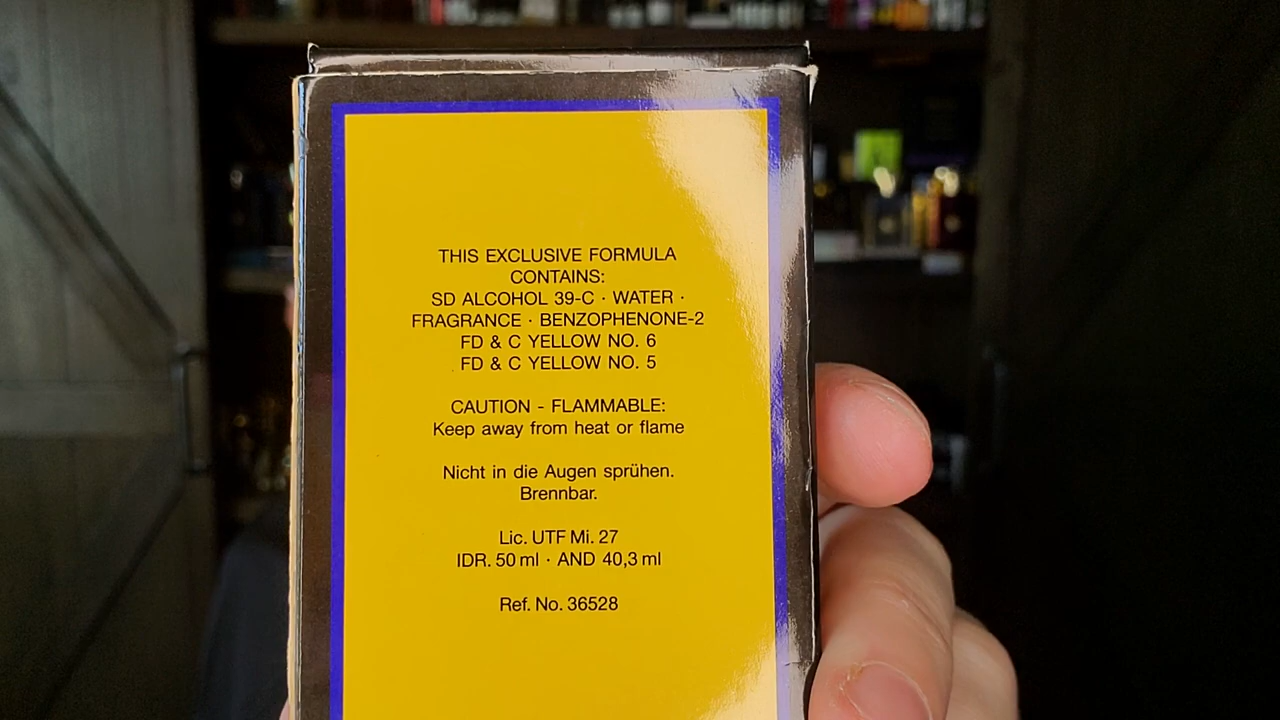 THIS EXCLUSIVE FORMULA
CONTAINS:
SD ALCOHOL 39-C · WATER ·
FRAGRANCE · BENZOPHENONE-2
FD & C YELLOW NO. 6
FD & C YELLOW NO. 5
CAUTION - FLAMMABLE:
Keep away from heat or flame
Nicht in die Augen sprühen.
Brennbar.
Lic. UTF Mi. 27
IDR. 50 ml · AND 40,3 ml
Ref. No. 36528